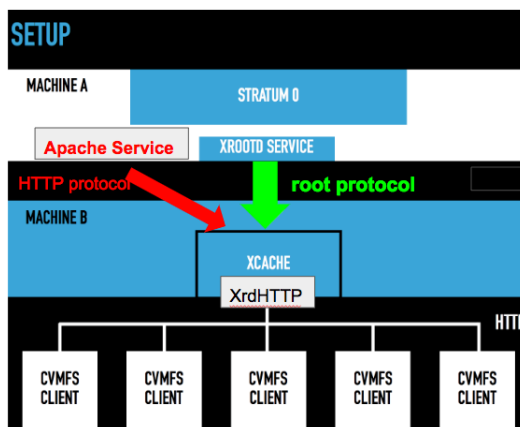 SETUP
MACHINE A
STRATUM 0
Apache Service
XROOTD SERVICE
HTTP protocol
root protocol
MACHINE B
XCACHE
XrdHTTP
HTTP
CVMFS
CLIENT
CVMFS
CLIENT
CVMFS
CLIENT
CVMFS
CLIENT
CVMFS
CLIENT